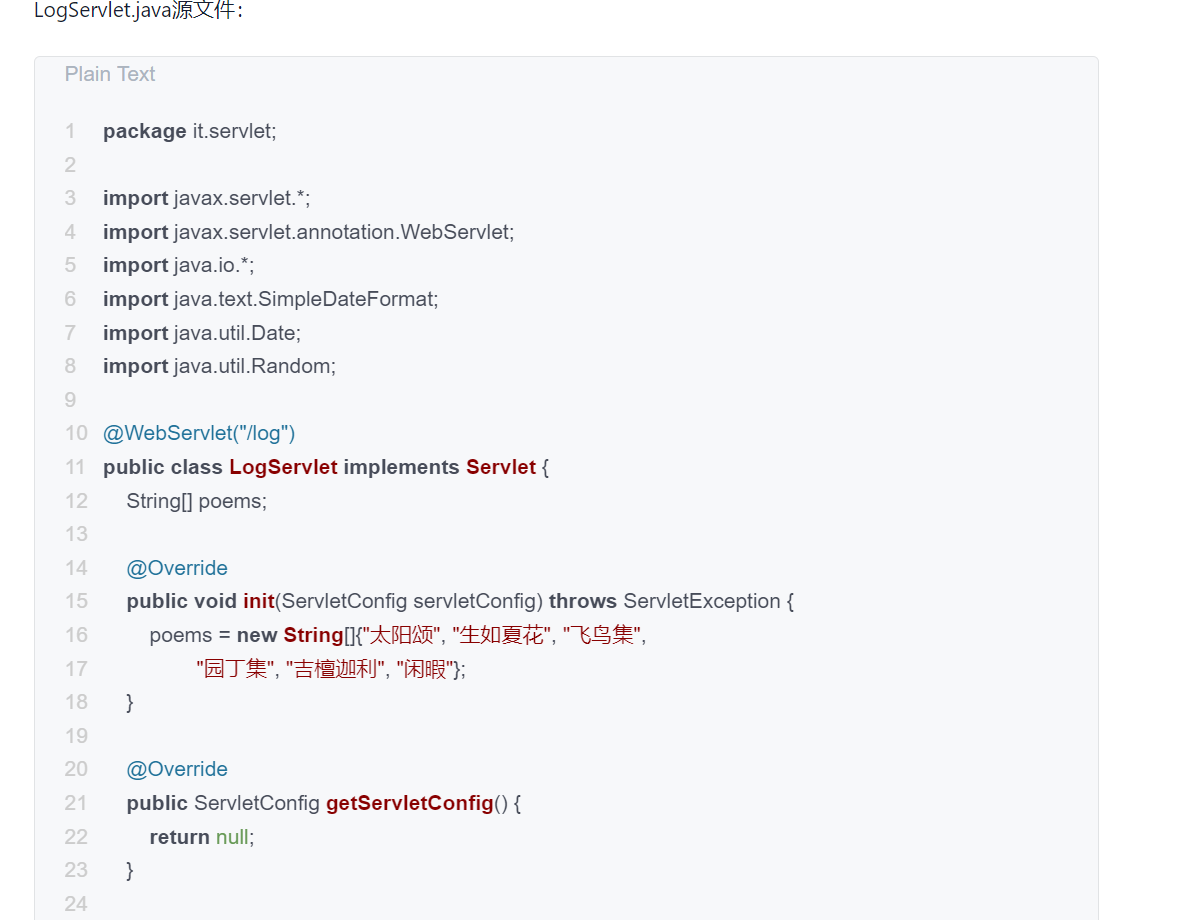 LogServlet.java源文件：
Plain Text
1 package it.servlet;
2
3 import javax.servlet.*;
4 import javax.servlet.annotation.WebServlet;
5 import java.io.*;
6 import java.text.SimpleDateFormat;
7 import java.util.Date;
8 import java.util.Random;
9
10 @WebServlet("/log")
11 public class LogServlet implements Servlet {
12     String[] poems;
13
14     @Override
15     public void init(ServletConfig servletConfig) throws ServletException {
16         poems = new String[]{"太阳颂", "生如夏花", "飞鸟集",
17                 "园丁集", "吉檀迦利", "闲暇"};
18     }
19
20     @Override
21     public ServletConfig getServletConfig() {
22         return null;
23     }
24